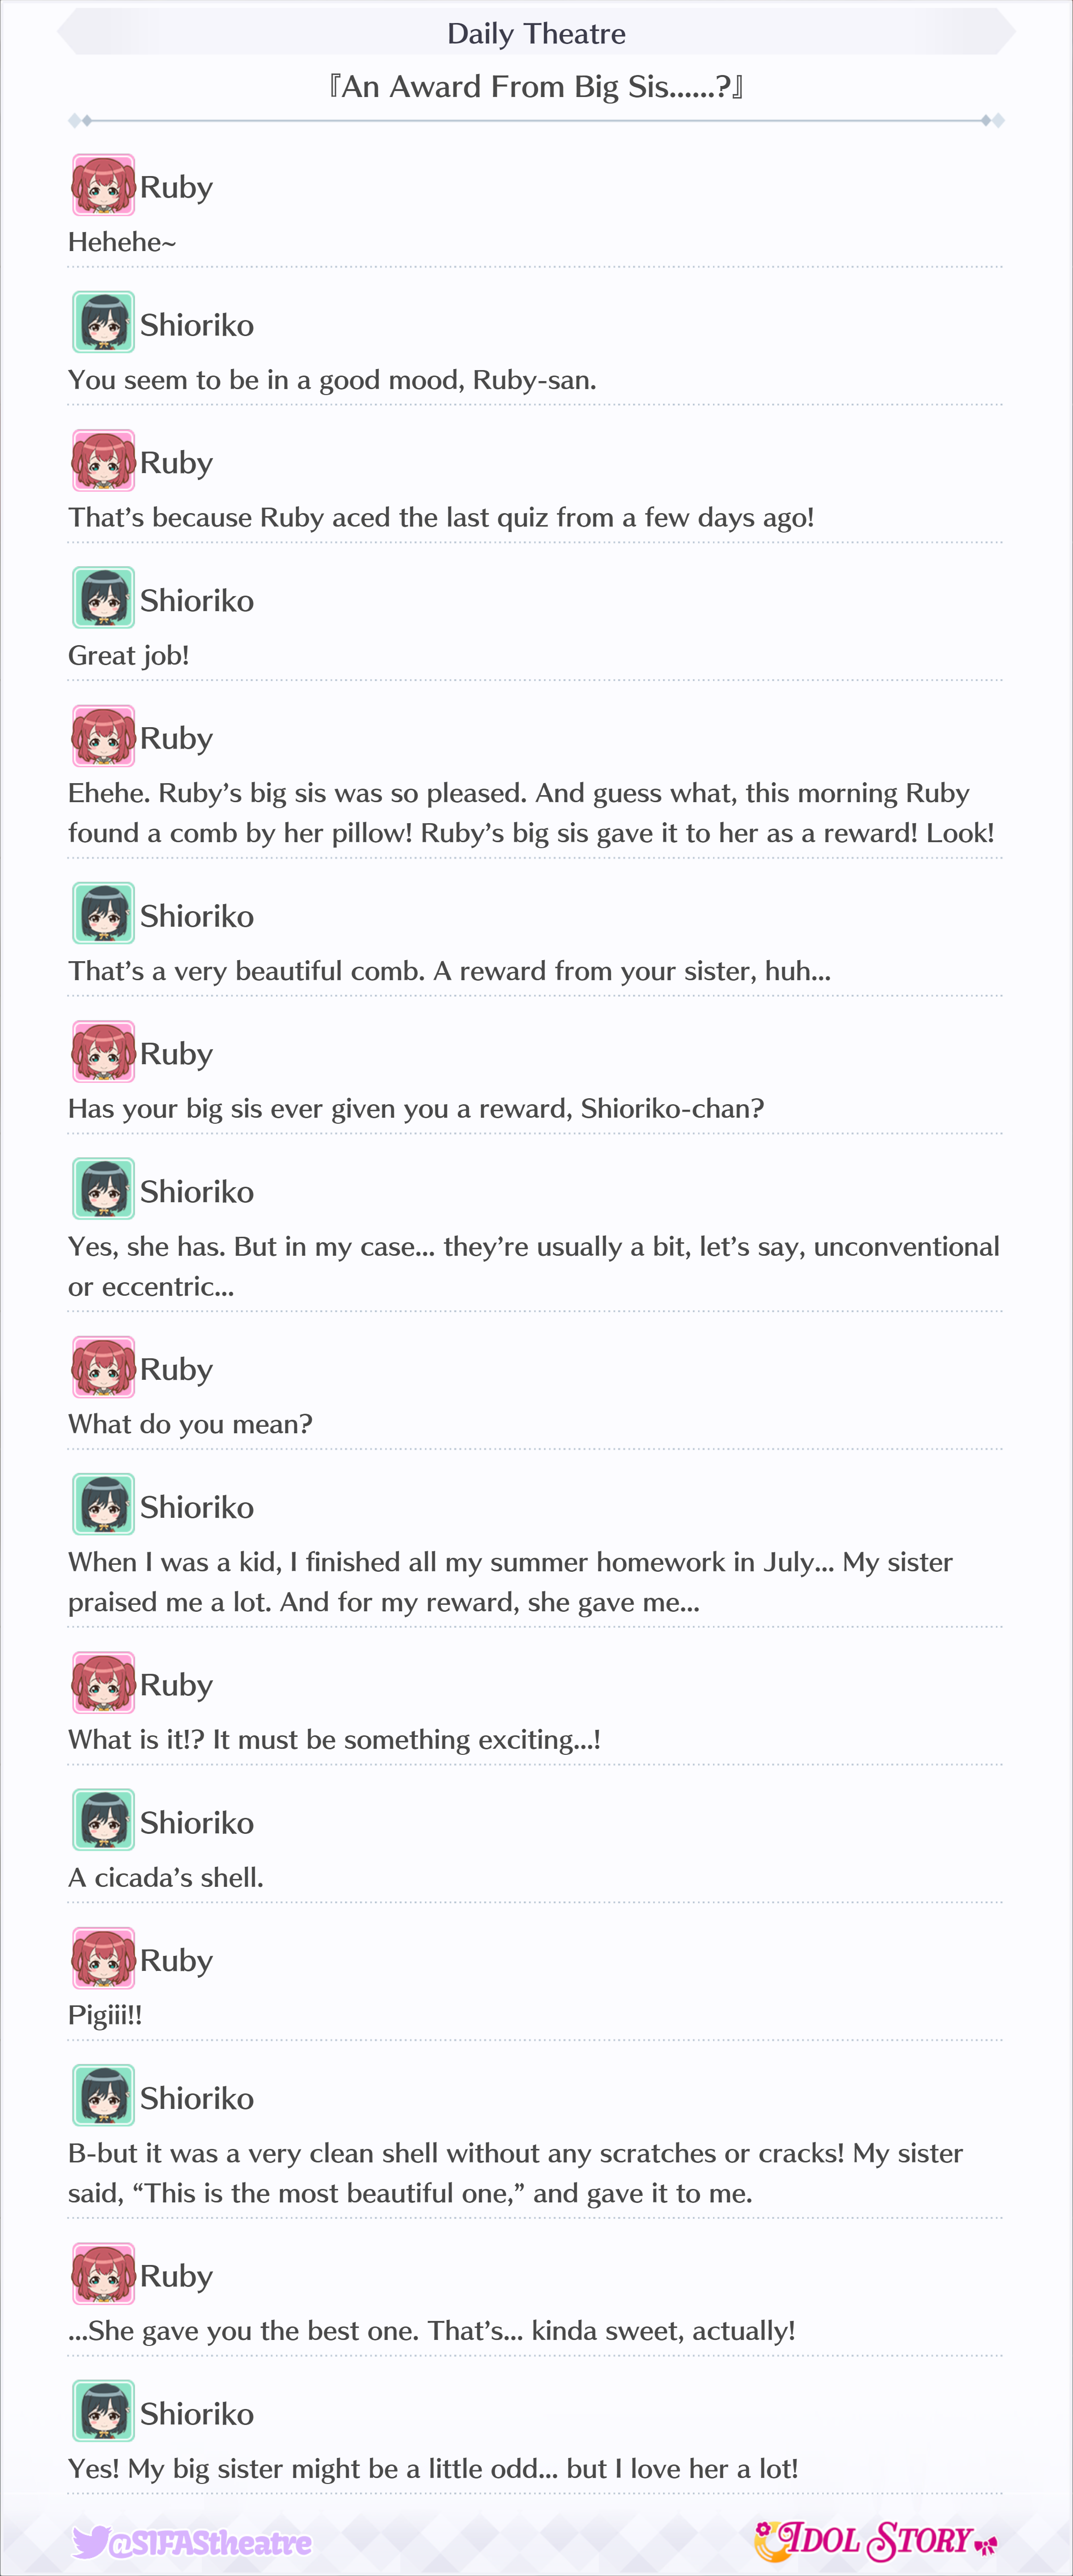 Daily Theatre
『An Award From Big Sis......?』
Ruby
Hehehe~
Shioriko
You seem to be in a good mood, Ruby-san.
Ruby
That's because Ruby aced the last quiz from a few days ago!
Shioriko
Great job!
Ruby
Ehehe. Ruby's big sis was so pleased. And guess what, this morning Ruby
found a comb by her pillow! Ruby's big sis gave it to her as a reward! Look!
Shioriko
That's a very beautiful comb. A reward from your sister, huh...
Ruby
Has your big sis ever given you a reward, Shioriko-chan?
Shioriko
Yes, she has. But in my case... they're usually a bit, let's say, unconventional
or eccentric...
Ruby
What do you mean?
Shioriko
When I was a kid, I finished all my summer homework in July... My sister
praised me a lot. And for my reward, she gave me...
Ruby
What is it!? It must be something exciting...!
Shioriko
A cicada's shell.
Ruby
Pigiii!!
Shioriko
B-but it was a very clean shell without any scratches or cracks! My sister
said, “This is the most beautiful one,” and gave it to me.
Ruby
...She gave you the best one. That's... kinda sweet, actually!
Shioriko
Yes! My big sister might be a little odd... but I love her a lot!
@SIFAStheatre
IDOL STORY